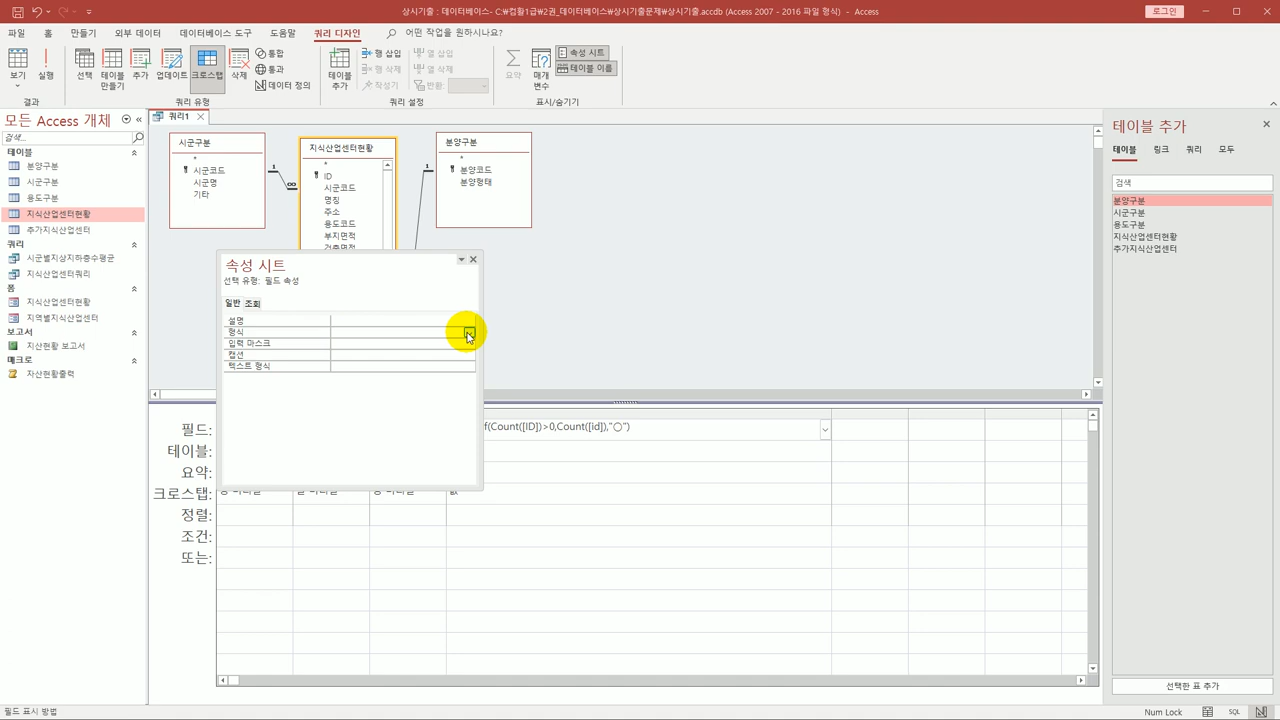 상시기출 : 데이터베이스- C:₩컴활1급₩2권_데이터베이스₩상시기출문제₩상시기출.accdb (Access 2007 - 2016 파일 형식) - Access
로그인
파일 홈 만들기 외부 데이터 데이터베이스 도구 도움말 쿼리 디자인 어떤 작업을 원하시나요?
보기 실행 선택 테이블 만들기 추가 업데이트 크로스탭 삭제
통합
통과
데이터 정의
테이블 추가
행 삽입
행 삭제
작성기
열 삽입
열 삭제
반환:
요약
매개 변수
속성 시트
테이블 이름
결과 쿼리 유형 쿼리 설정 표시/숨기기
모든 Access 개체
검색...
테이블
분양구분
시군구분
용도구분
지식산업센터현황
추가지식산업센터
쿼리
시군별지상지하층수평균
지식산업센터쿼리
폼
지식산업센터현황
지역별지식산업센터
보고서
지산현황 보고서
매크로
자산현황출력
쿼리1
시군구분
*
시군코드
시군명
기타
1
∞
지식산업센터현황
*
ID
시군코드
명칭
주소
용도코드
부지면적
건축면적
1
분양구분
*
분양코드
분양형태
속성 시트
선택 유형: 필드 속성
일반 조회
설명
형식
입력 마스크
캡션
텍스트 형식
필드: f(Count([ID])>0,Count([id]),"○")
테이블:
요약:
크로스탭: 값
정렬:
조건:
또는:
테이블 추가
테이블 링크 쿼리 모두
검색
분양구분
시군구분
용도구분
지식산업센터현황
추가지식산업센터
선택한 표 추가
필드 표시 방법
Num Lock
SQL